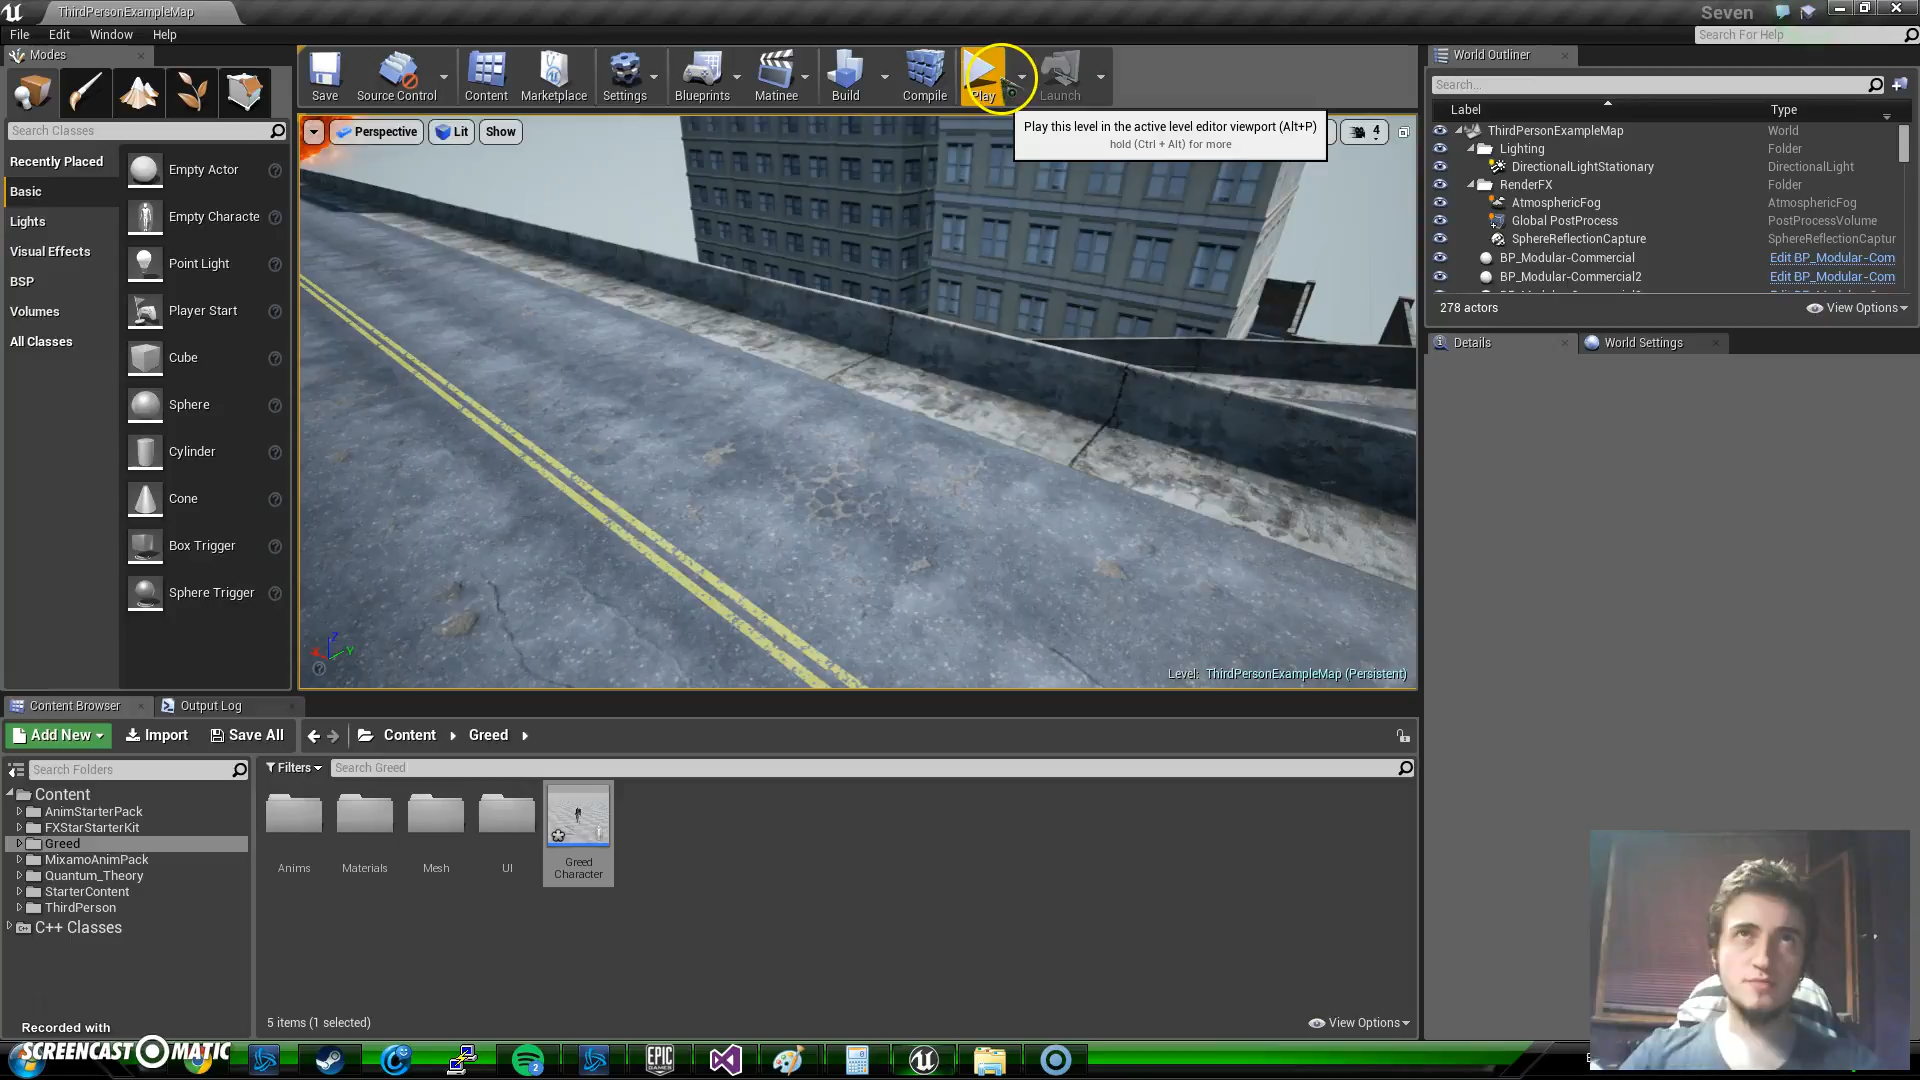 ThirdPersonExampleMap
Seven
File Edit Window Help
Search For Help
Modes
Search Classes
Recently Placed
Basic
Lights
Visual Effects
BSP
Volumes
All Classes
Empty Actor
Empty Characte
Point Light
Player Start
Cube
Sphere
Cylinder
Cone
Box Trigger
Sphere Trigger
Save
Source Control
Content
Marketplace
Settings
Blueprints
Matinee
Build
Compile
Play
Launch
Play this level in the active level editor viewport (Alt+P)
hold (Ctrl + Alt) for more
Perspective
Lit
Show
4
X
Y
Z
Level: ThirdPersonExampleMap (Persistent)
World Outliner
Search...
Label Type
ThirdPersonExampleMap World
Lighting Folder
DirectionalLightStationary DirectionalLight
RenderFX Folder
AtmosphericFog AtmosphericFog
Global PostProcess PostProcessVolume
SphereReflectionCapture SphereReflectionCaptur
BP_Modular-Commercial Edit BP_Modular-Com
BP_Modular-Commercial2 Edit BP_Modular-Com
278 actors
View Options
Details
World Settings
Content Browser
Output Log
Add New
Import
Save All
Content
Greed
Search Folders
Filters
Search Greed
Content
AnimStarterPack
FXStarStarterKit
Greed
MixamoAnimPack
Quantum_Theory
StarterContent
ThirdPerson
C++ Classes
Anims
Materials
Mesh
UI
Greed
Character
5 items (1 selected)
View Options
Recorded with
SCREENCAST MATIC
2
EPIC
GAMES